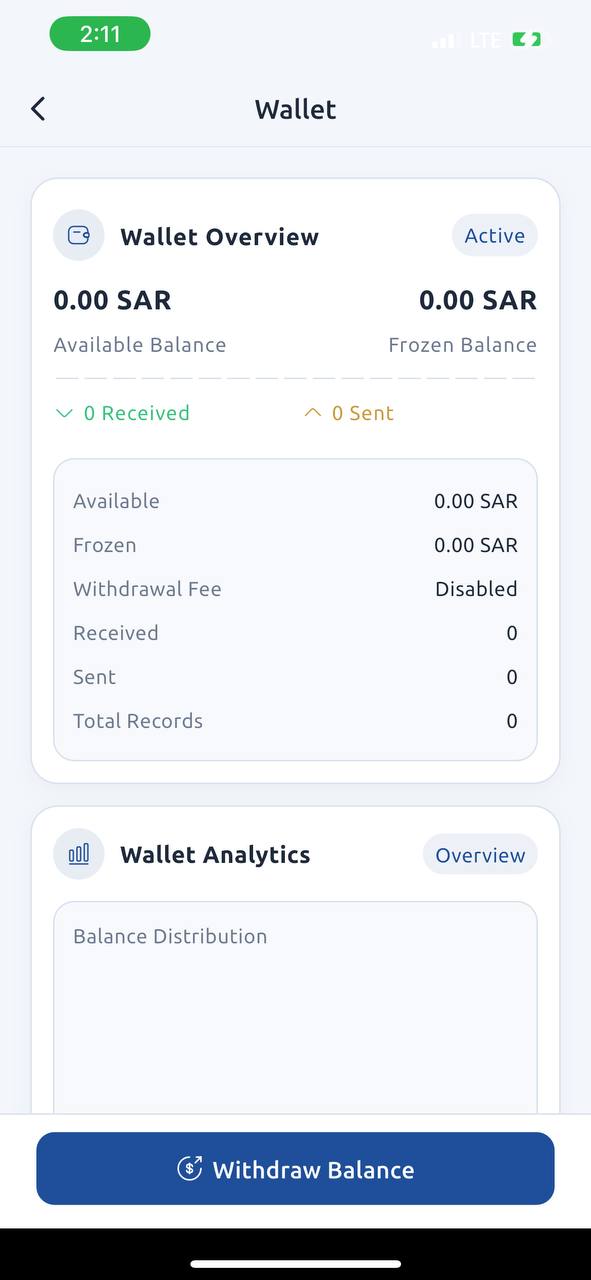 2:11
LTE
Wallet
Wallet Overview
Active
0.00 SAR
0.00 SAR
Available Balance
Frozen Balance
0 Received
0 Sent
Available 0.00 SAR
Frozen 0.00 SAR
Withdrawal Fee Disabled
Received 0
Sent 0
Total Records 0
Wallet Analytics
Overview
Balance Distribution
Withdraw Balance